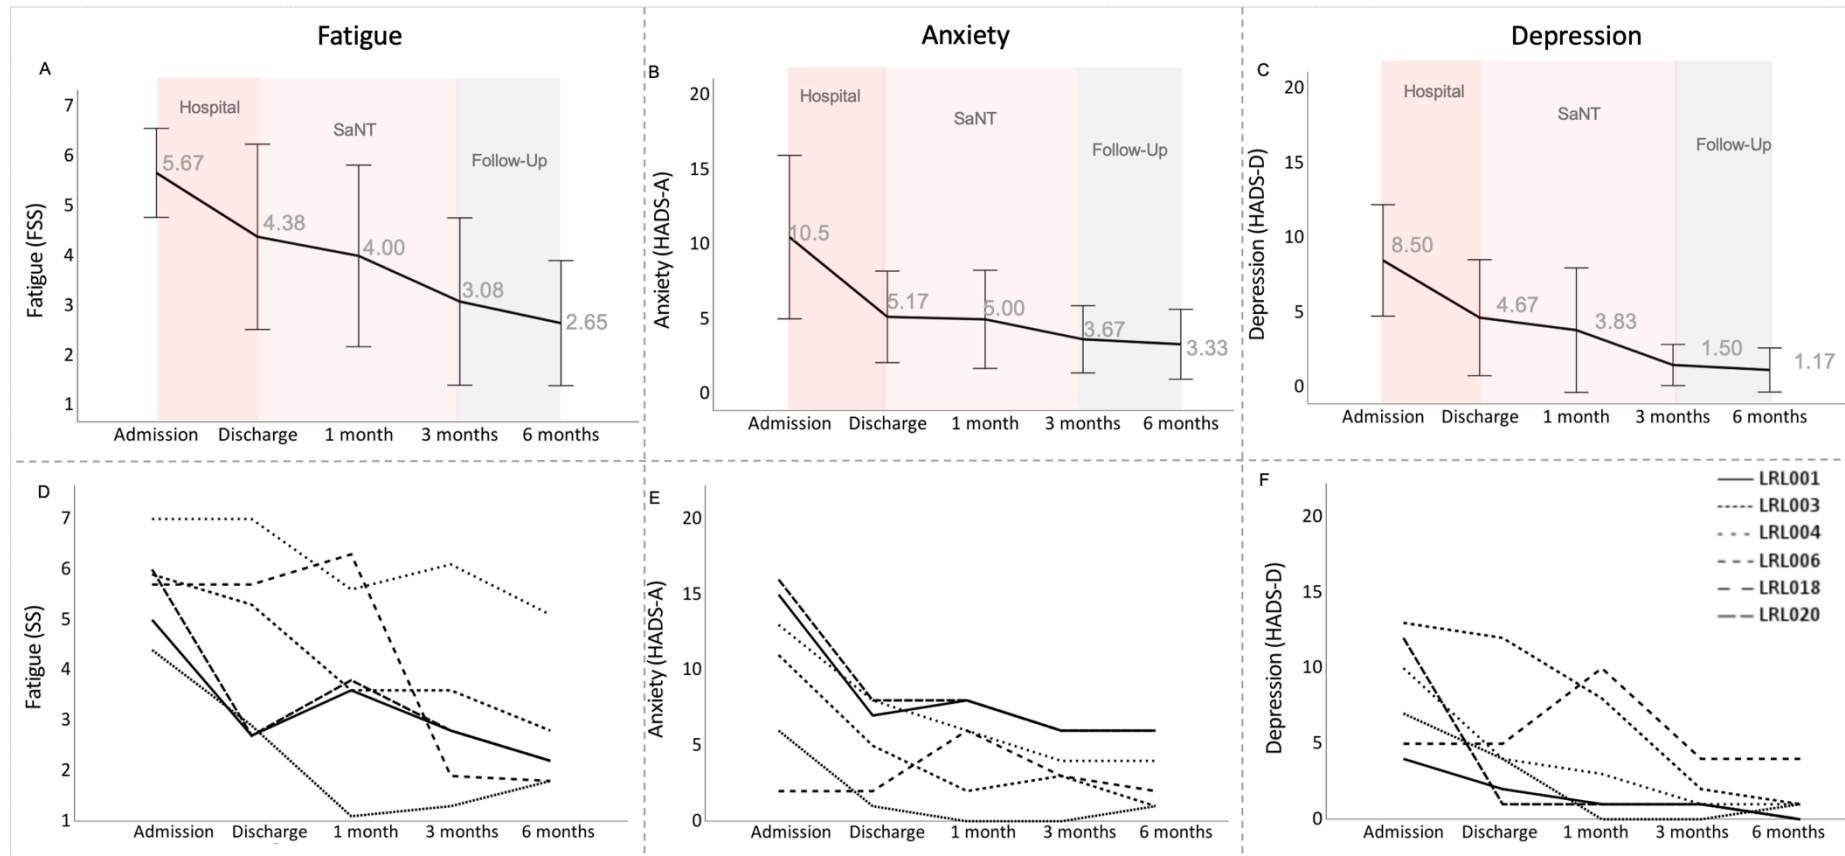 Fatigue
A
7
6
5
4
3
2
1
Fatigue (FSS)
Hospital
SaNT
Follow-Up
5.67
4.38
4.00
3.08
2.65
Admission Discharge 1 month 3 months 6 months
Anxiety
B
20
15
10
5
0
Anxiety (HADS-A)
Hospital
SaNT
Follow-Up
10.5
5.17
5.00
3.67
3.33
Admission Discharge 1 month 3 months 6 months
Depression
C
20
15
10
5
0
Depression (HADS-D)
Hospital
SaNT
Follow-Up
8.50
4.67
3.83
1.50
1.17
Admission Discharge 1 month 3 months 6 months
D
7
6
5
4
3
2
1
Fatigue (SS)
Admission Discharge 1 month 3 months 6 months
E
20
15
10
5
0
Anxiety (HADS-A)
Admission Discharge 1 month 3 months 6 months
F
20
15
10
5
0
Depression (HADS-D)
Admission Discharge 1 month 3 months 6 months
LRL001
LRL003
LRL004
LRL006
LRL018
LRL020